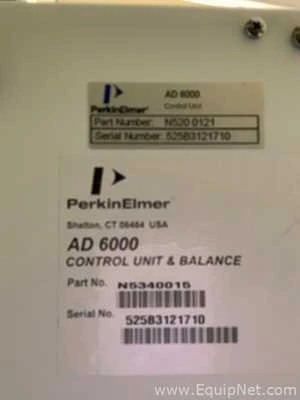 AD 6000
PerkinElmer
Control Unit
Part Number: N520 0121
Serial Number: 525B3121710
PerkinElmer
Shelton, CT 06484 USA
AD 6000
CONTROL UNIT & BALANCE
Part No. N5340015
Serial No. 525B3121710
www.EquipNet.com